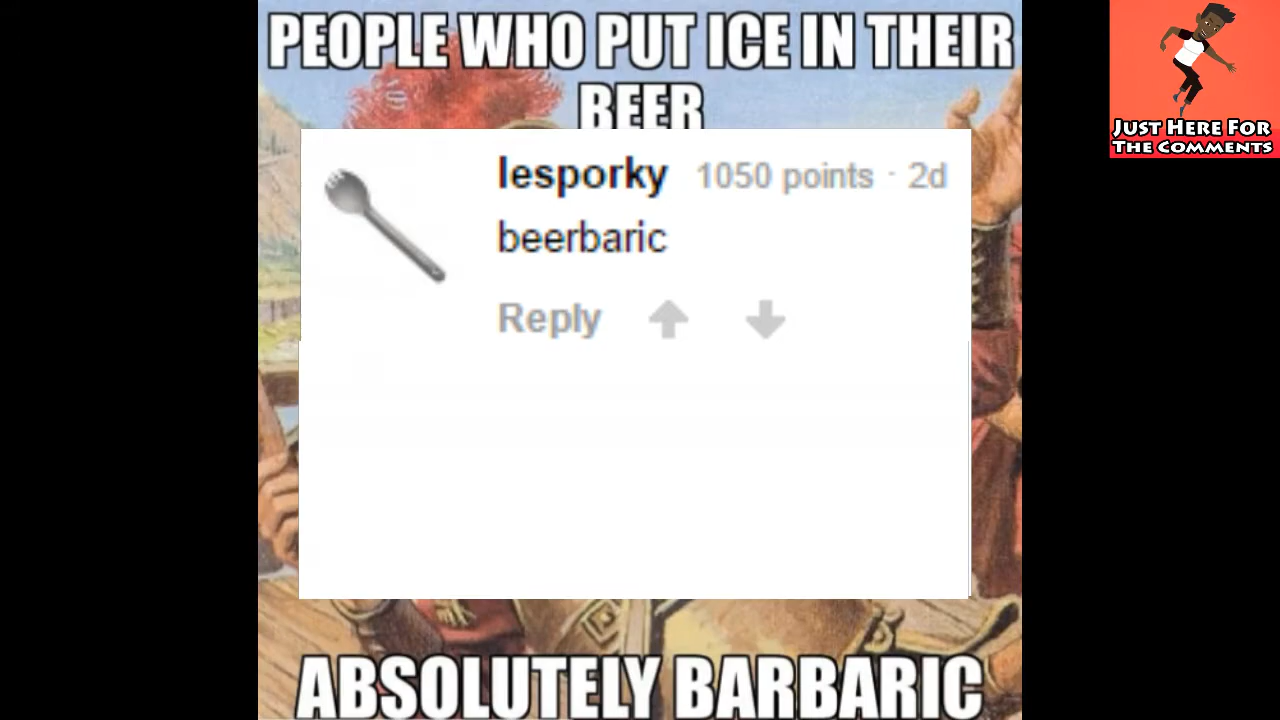 PEOPLE WHO PUT ICE IN THEIR
BEER
lesporky 1050 points · 2d
beerbaric
Reply
ABSOLUTELY BARBARIC
JUST HERE FOR
THE COMMENTS